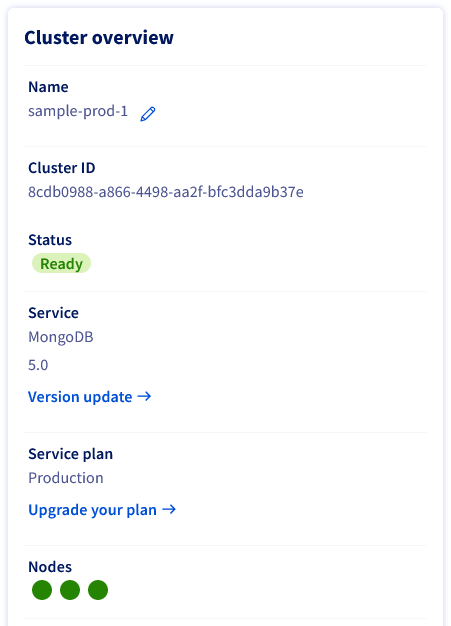 Cluster overview
Name
sample-prod-1
Cluster ID
8cdb0988-a866-4498-aa2f-bfc3dda9b37e
Status
Ready
Service
MongoDB
5.0
Version update →
Service plan
Production
Upgrade your plan →
Nodes